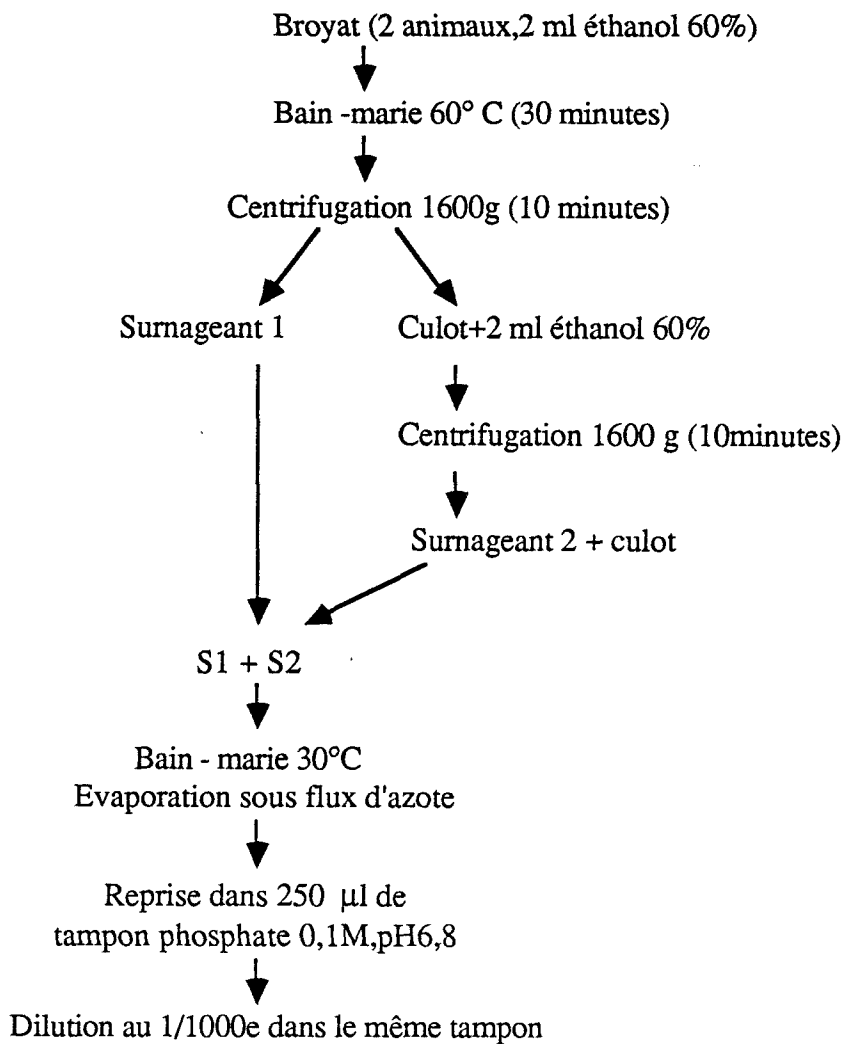 Broyat (2 animaux,2 ml éthanol 60%)
Bain -marie 60° C (30 minutes)
Centrifugation 1600g (10 minutes)
Surnageant 1
Culot+2 ml éthanol 60%
Centrifugation 1600 g (10minutes)
Surnageant 2 + culot
S1 + S2
Bain - marie 30°C
Evaporation sous flux d'azote
Reprise dans 250 µl de
tampon phosphate 0,1M,pH6,8
Dilution au 1/1000e dans le même tampon